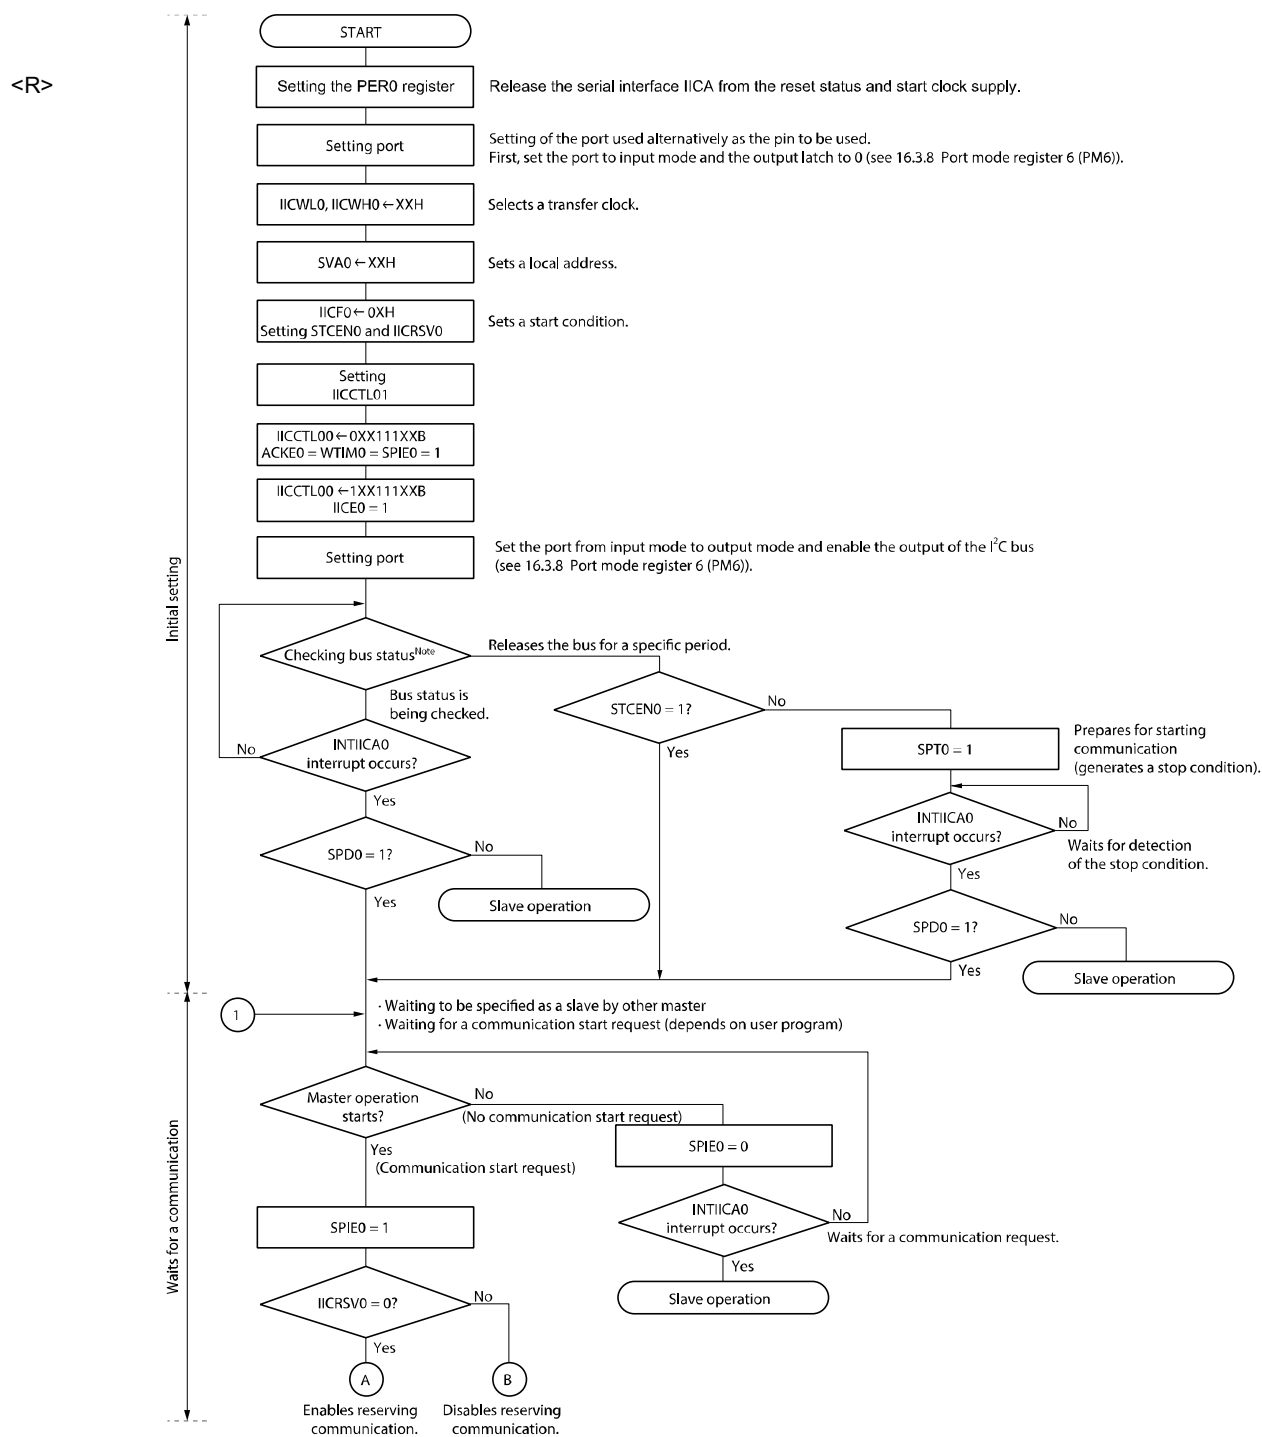 START
<R>
Setting the PER0 register
Release the serial interface IICA from the reset status and start clock supply.
Setting port
Setting of the port used alternatively as the pin to be used.
First, set the port to input mode and the output latch to 0 (see 16.3.8 Port mode register 6 (PM6)).
IICWL0, IICWH0 ← XXH
Selects a transfer clock.
SVA0 ← XXH
Sets a local address.
IICF0 ← 0XH
Setting STCEN0 and IICRSV0
Sets a start condition.
Setting
IICCTL01
IICCTL00 ← 0XX111XXB
ACKE0 = WTIM0 = SPIE0 = 1
IICCTL00 ← 1XX111XXB
IICE0 = 1
Setting port
Set the port from input mode to output mode and enable the output of the I²C bus
(see 16.3.8 Port mode register 6 (PM6)).
Initial setting
Checking bus status Note
Releases the bus for a specific period.
Bus status is
being checked.
STCEN0 = 1?
No
Yes
SPT0 = 1
Prepares for starting
communication
(generates a stop condition).
No
INTIICA0
interrupt occurs?
Yes
INTIICA0
interrupt occurs?
No
Waits for detection
of the stop condition.
Yes
SPD0 = 1?
No
Yes
Slave operation
SPD0 = 1?
No
Yes
Slave operation
1
· Waiting to be specified as a slave by other master
· Waiting for a communication start request (depends on user program)
Waits for a communication
Master operation
starts?
No
(No communication start request)
Yes
(Communication start request)
SPIE0 = 0
INTIICA0
interrupt occurs?
No
Waits for a communication request.
Yes
Slave operation
SPIE0 = 1
IICRSV0 = 0?
No
Yes
A
B
Enables reserving
communication.
Disables reserving
communication.